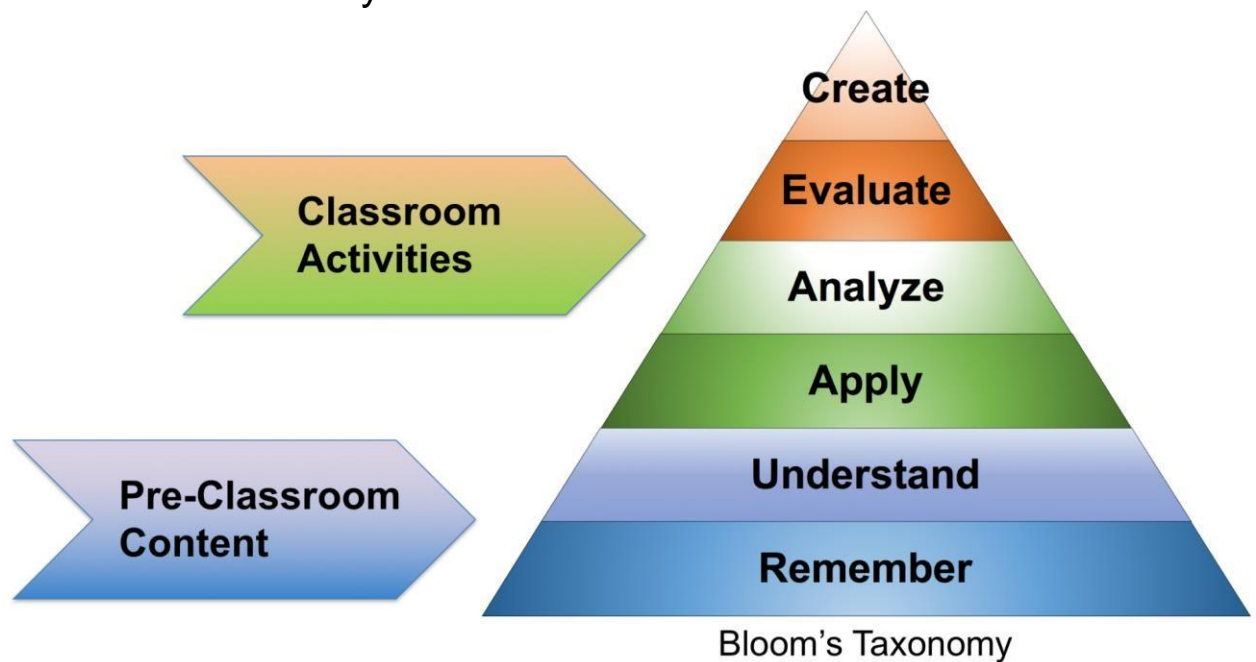 Create
Evaluate
Classroom
Activities
Analyze
Apply
Understand
Pre-Classroom
Content
Remember
Bloom's Taxonomy